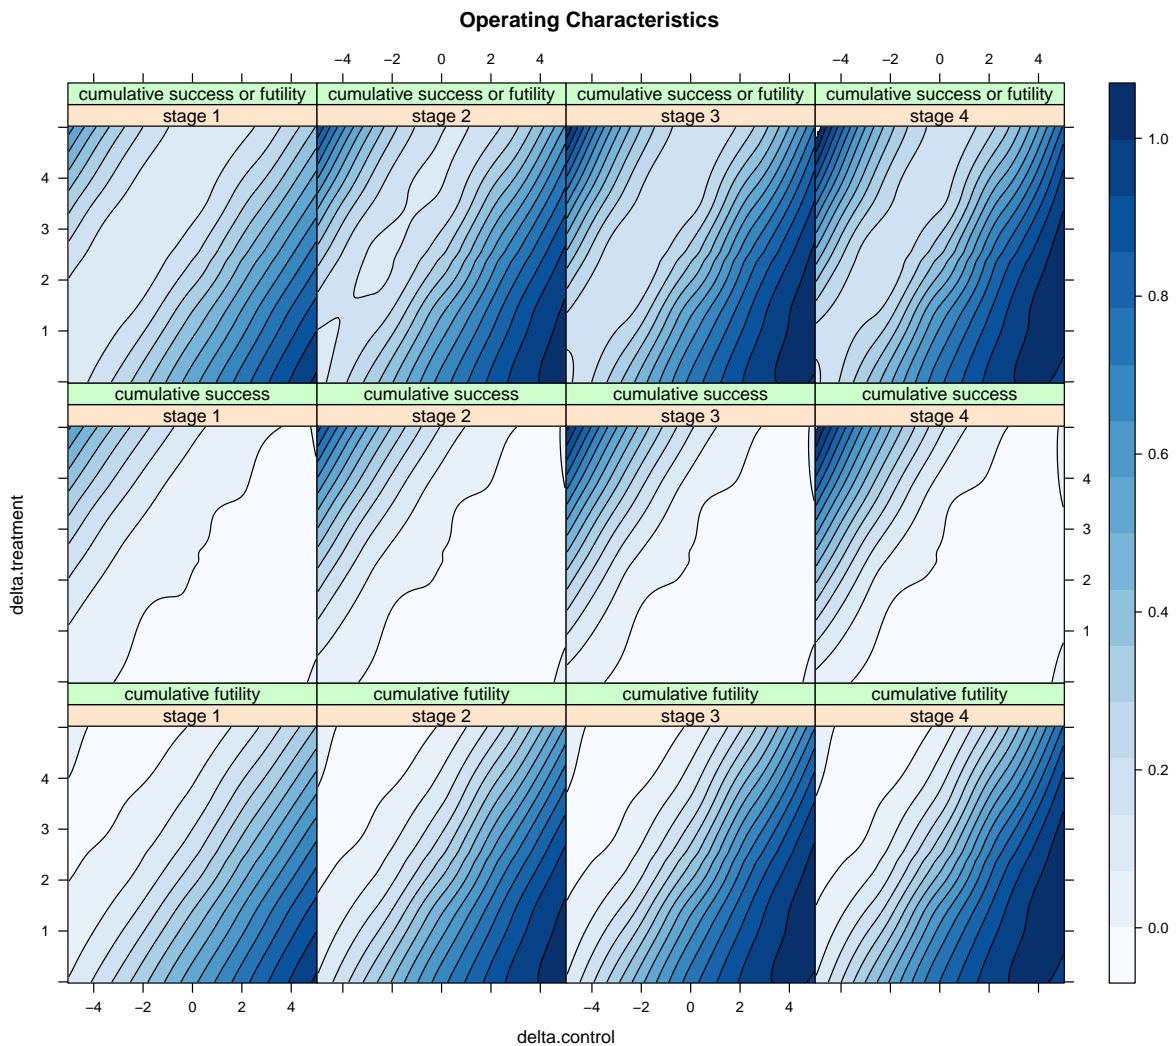 Operating Characteristics
−4 −2 0 2 4 −4 −2 0 2 4
cumulative success or futility cumulative success or futility cumulative success or futility cumulative success or futility
stage 1 stage 2 stage 3 stage 4
1.0
4
3
0.8
2
1
cumulative success cumulative success cumulative success cumulative success
stage 1 stage 2 stage 3 stage 4
0.6
4
3
delta.treatment
2
0.4
1
cumulative futility cumulative futility cumulative futility cumulative futility
stage 1 stage 2 stage 3 stage 4
0.2
4
3
2
0.0
1
−4 −2 0 2 4 −4 −2 0 2 4
delta.control